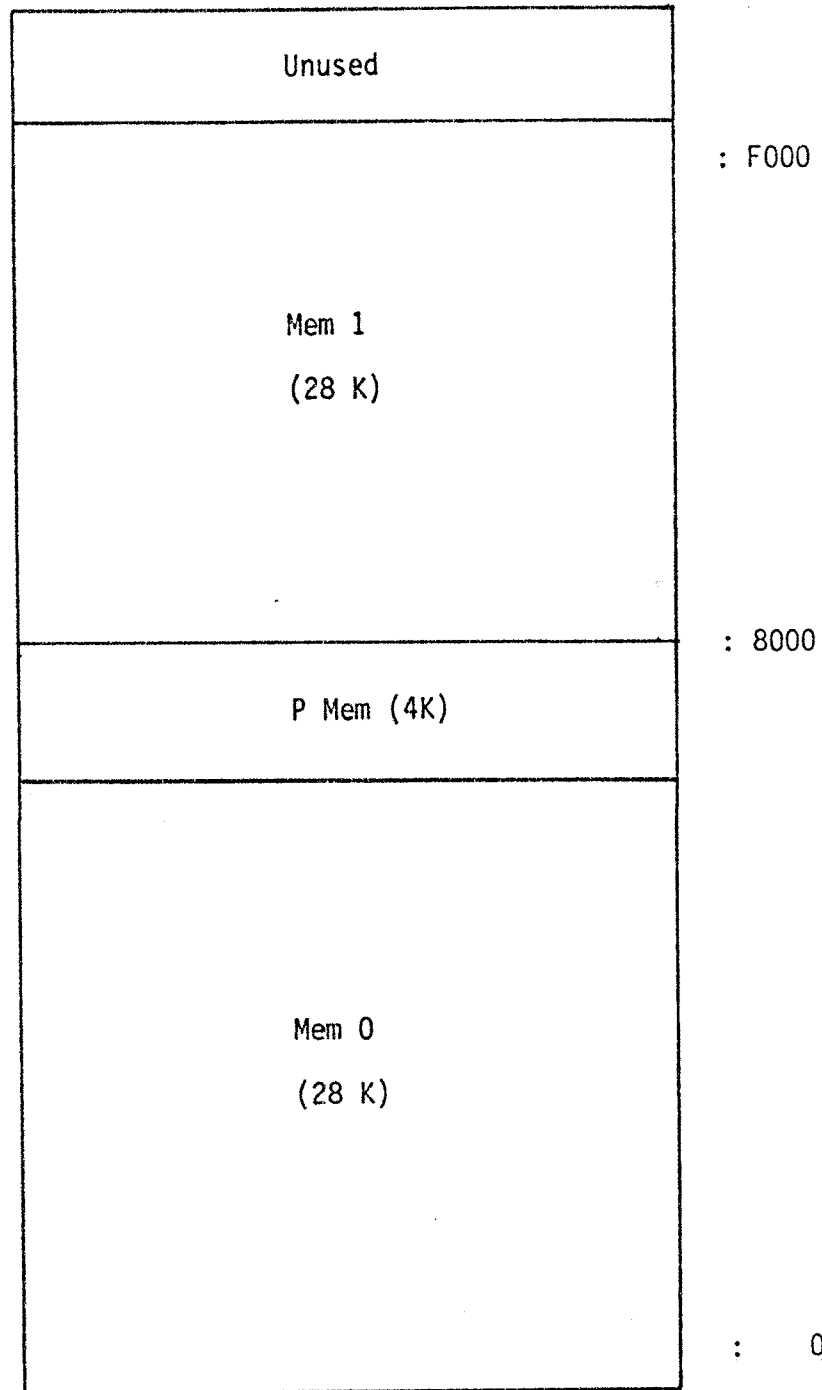 Unused
: F000
Mem 1
(28 K)
: 8000
P Mem (4K)
Mem 0
(28 K)
: 0